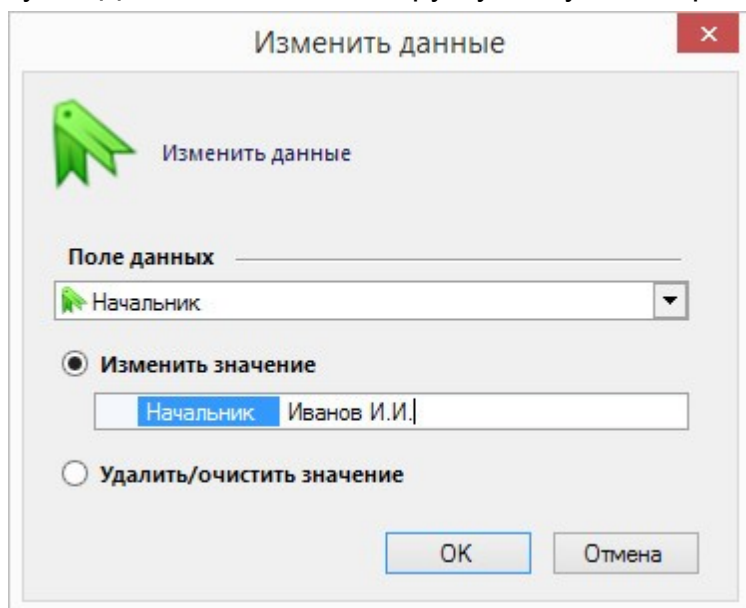 Изменить данные
Изменить данные
Поле данных
Начальник
Изменить значение
Начальник Иванов И.И.
Удалить/очистить значение
OK Отмена